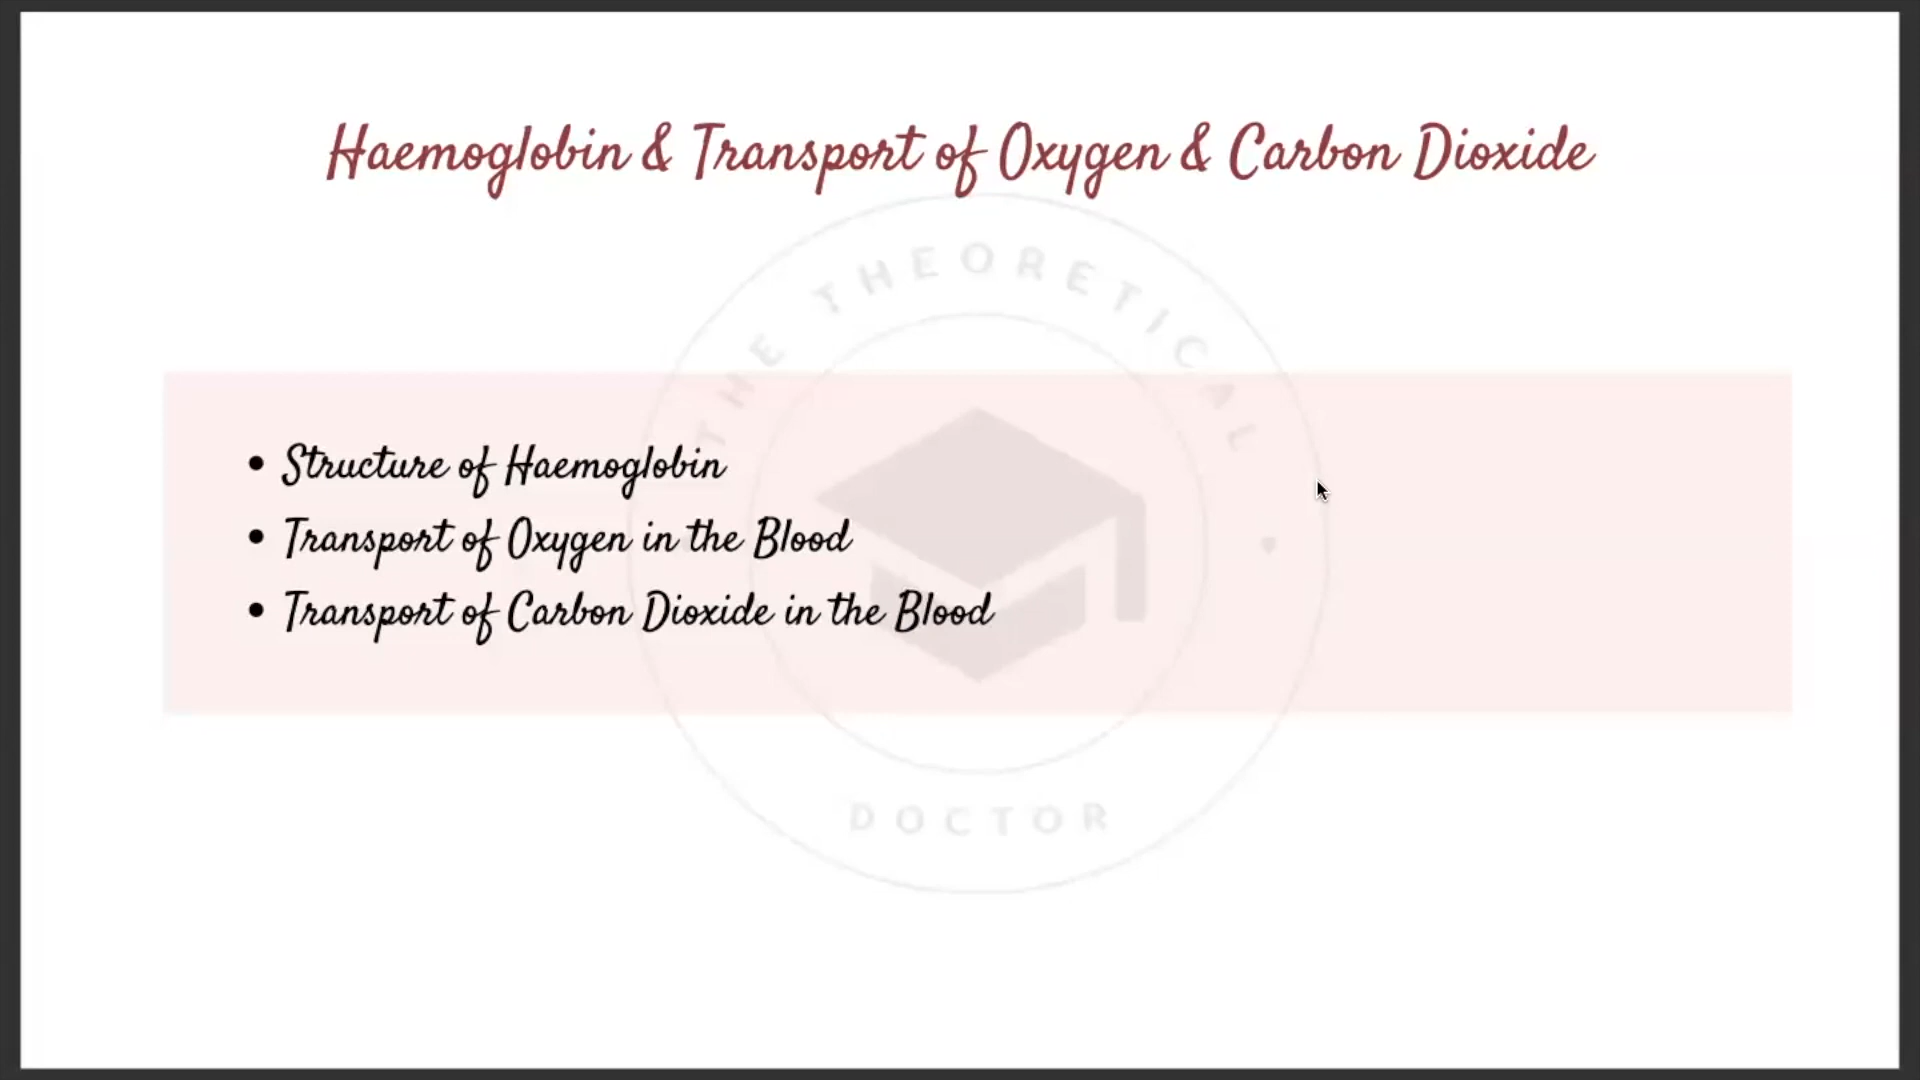 Haemoglobin & Transport of Oxygen & Carbon Dioxide
THE THEORETICAL
• Structure of Haemoglobin
• Transport of Oxygen in the Blood
• Transport of Carbon Dioxide in the Blood
DOCTOR